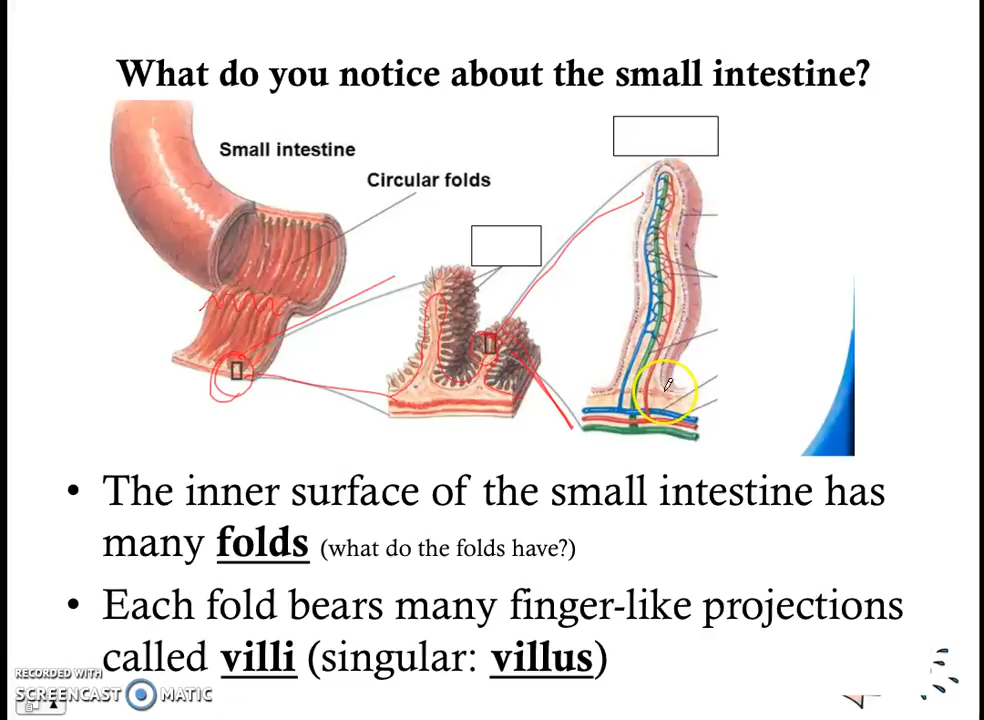 What do you notice about the small intestine?
Small intestine
Circular folds
• The inner surface of the small intestine has
many folds (what do the folds have?)
• Each fold bears many finger-like projections
called villi (singular: villus)
RECORDED WITH
SCREENCAST MATIC